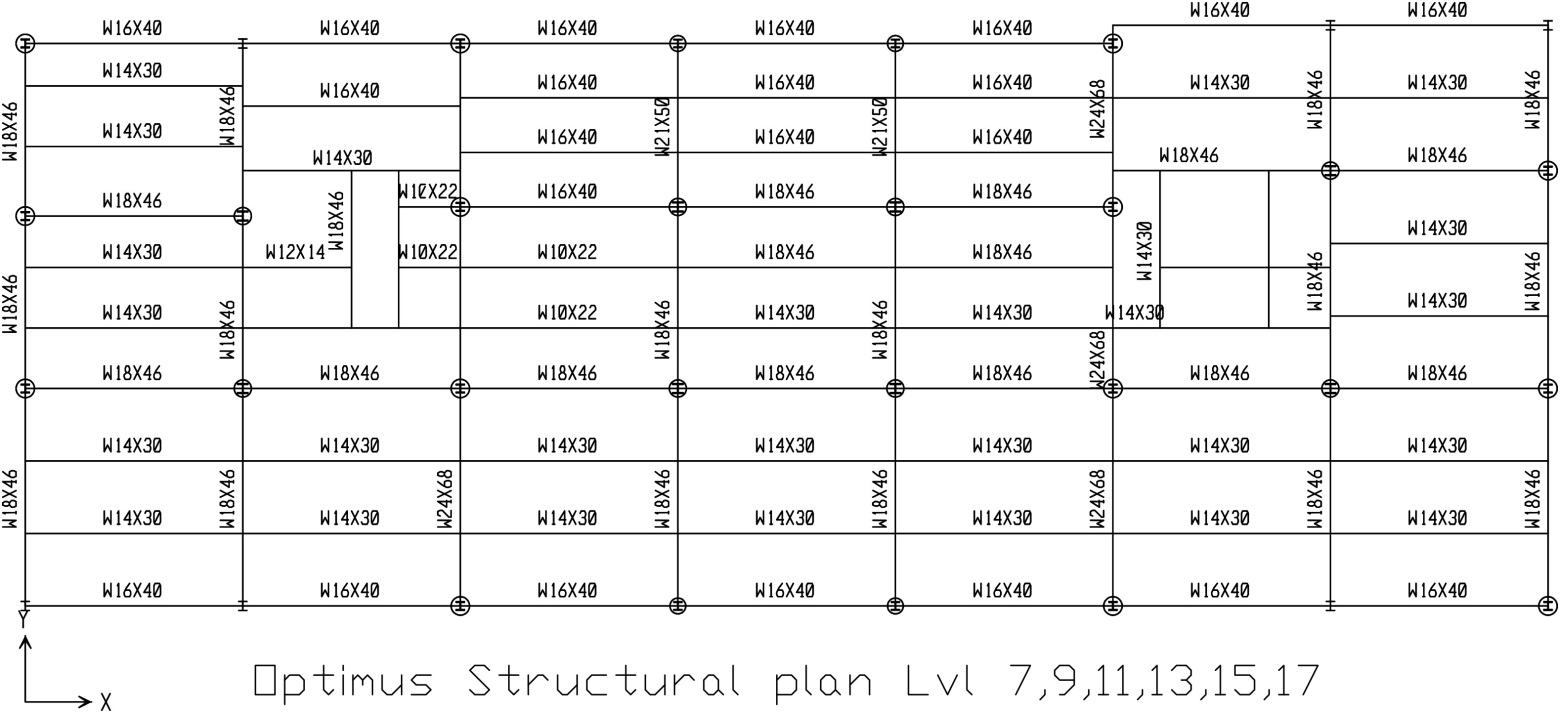 W16X40 W16X40
W16X40 W16X40 W16X40 W16X40 W16X40
W14X30
W16X40 W16X40 W16X40 W14X30 W14X30
W16X40
W18X46 W18X46 W21X50 W21X50 W24X68 W18X46 W18X46
W14X30 W16X40 W16X40 W16X40
W14X30 W18X46 W18X46
W18X46 W10X22 W16X40 W18X46 W18X46
W18X46 W14X30
W14X30 W14X30
W14X30 W12X14 W10X22 W10X22 W18X46 W18X46
W18X46 W18X46 W18X46
W14X30
W14X30 W10X22 W14X30 W14X30 W14X30
W18X46 W18X46 W18X46 W24X68
W18X46 W18X46 W18X46 W18X46 W18X46 W18X46 W18X46
W14X30 W14X30 W14X30 W14X30 W14X30 W14X30 W14X30
W18X46 W18X46 W24X68 W18X46 W18X46 W24X68 W18X46 W18X46
W14X30 W14X30 W14X30 W14X30 W14X30 W14X30 W14X30
W16X40 W16X40 W16X40 W16X40 W16X40 W16X40 W16X40
Y
Optimus Structural plan Lvl 7,9,11,13,15,17
X